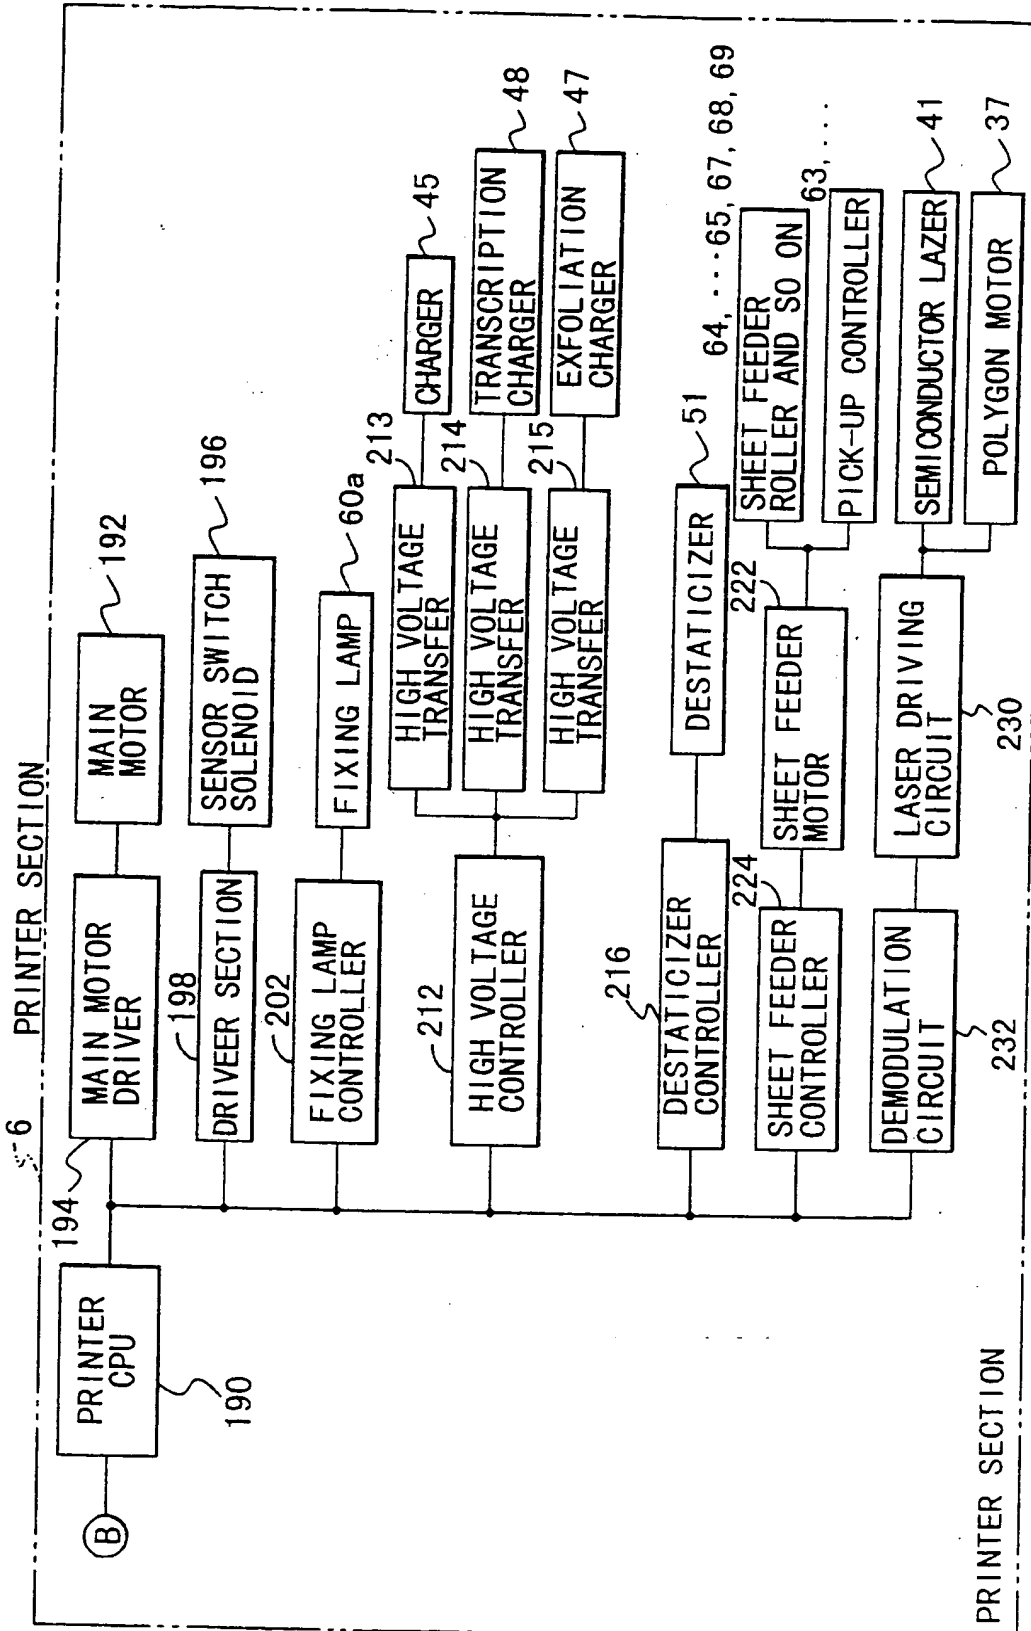 6
PRINTER SECTION
B
PRINTER
CPU
190
194
MAIN MOTOR
DRIVER
MAIN
MOTOR
192
198
DRIVEER SECTION
SENSOR SWITCH
SOLENOID
196
202
FIXING LAMP
CONTROLLER
FIXING LAMP
60a
212
HIGH VOLTAGE
CONTROLLER
HIGH VOLTAGE
TRANSFER
213
CHARGER
45
HIGH VOLTAGE
TRANSFER
214
TRANSCRIPTION
CHARGER
48
HIGH VOLTAGE
TRANSFER
215
EXFOLIATION
CHARGER
47
216
DESTATICIZER
CONTROLLER
DESTATICIZER
51
SHEET FEEDER
CONTROLLER
224
SHEET FEEDER
MOTOR
222
64, ···65, 67, 68, 69
SHEET FEEDER
ROLLER AND SO ON
PICK-UP CONTROLLER
63, ...
DEMODULATION
CIRCUIT
232
LASER DRIVING
CIRCUIT
230
SEMICONDUCTOR LAZER
41
POLYGON MOTOR
37
PRINTER SECTION